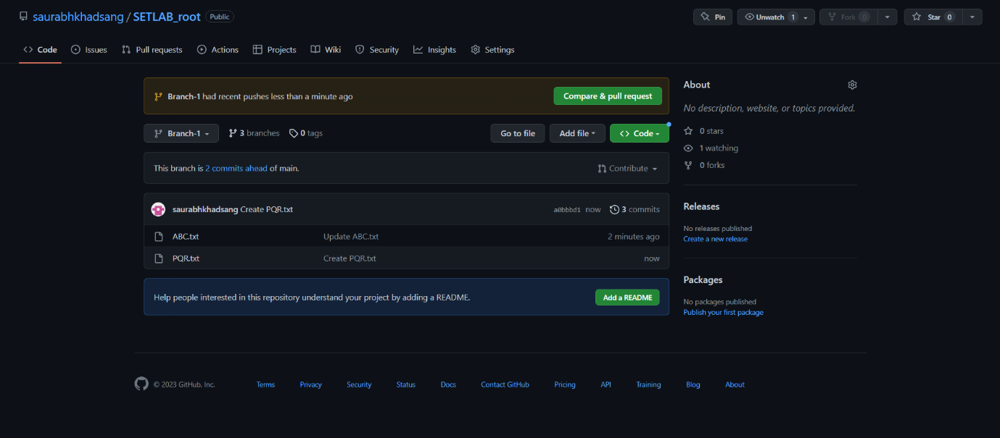 saurabhkhadsang / SETLAB_root Public
Pin Unwatch 1 Fork 0 Star 0
Code Issues Pull requests Actions Projects Wiki Security Insights Settings
Branch-1 had recent pushes less than a minute ago Compare & pull request
Branch-1 3 branches 0 tags Go to file Add file Code
This branch is 2 commits ahead of main. Contribute
saurabhkhadsang Create PQR.txt a0bbbd1 now 3 commits
ABC.txt Update ABC.txt 2 minutes ago
PQR.txt Create PQR.txt now
Help people interested in this repository understand your project by adding a README. Add a README
About
No description, website, or topics provided.
0 stars
1 watching
0 forks
Releases
No releases published
Create a new release
Packages
No packages published
Publish your first package
© 2023 GitHub, Inc. Terms Privacy Security Status Docs Contact GitHub Pricing API Training Blog About